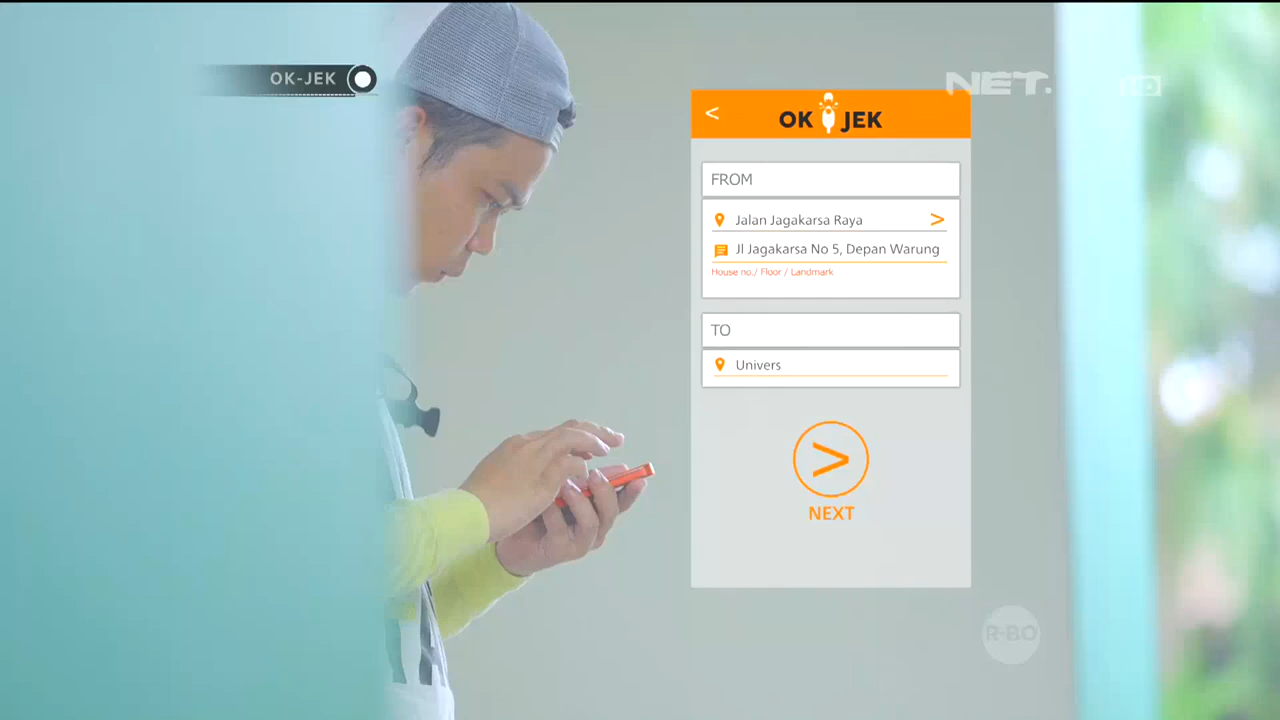 OK-JEK
NET.
HD
< OK JEK
FROM
Jalan Jagakarsa Raya >
Jl Jagakarsa No 5, Depan Warung
House no./ Floor / Landmark
TO
Univers
>
NEXT
R-BO